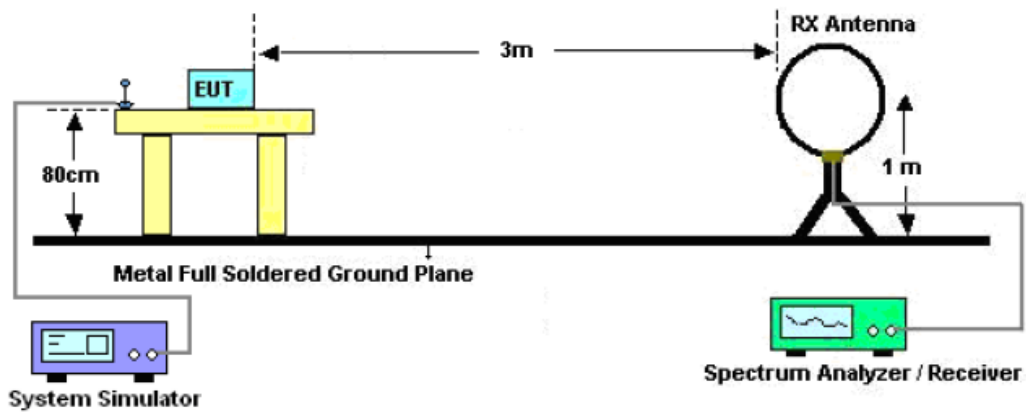 RX Antenna
3m
EUT
80cm
1 m
Metal Full Soldered Ground Plane
System Simulator
Spectrum Analyzer / Receiver